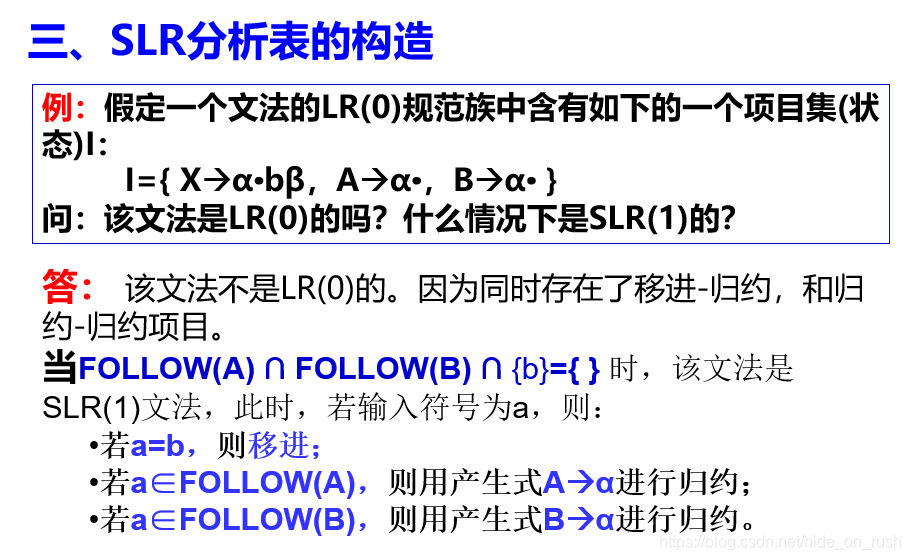 三、SLR分析表的构造
例：假定一个文法的LR(0)规范族中含有如下的一个项目集(状
态)I：
I={ X→α•bβ，A→α•，B→α• }
问：该文法是LR(0)的吗？什么情况下是SLR(1)的？
答： 该文法不是LR(0)的。因为同时存在了移进-归约，和归
约-归约项目。
当FOLLOW(A) ∩ FOLLOW(B) ∩ {b}={ } 时，该文法是
SLR(1)文法，此时，若输入符号为a，则：
•若a=b，则移进；
•若a∈FOLLOW(A)，则用产生式A→α进行归约；
•若a∈FOLLOW(B)，则用产生式B→α进行归约。
https://blog.csdn.net/hide_on_rush